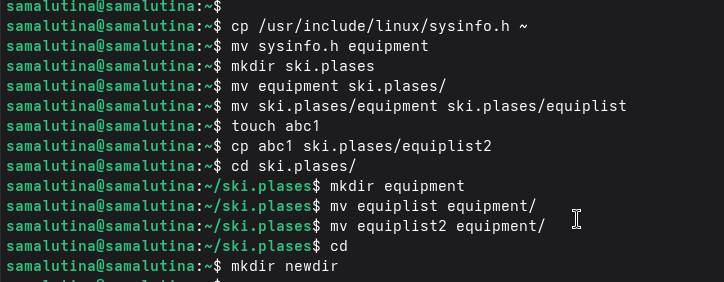 samalutina@samalutina:~$
samalutina@samalutina:~$ cp /usr/include/linux/sysinfo.h ~
samalutina@samalutina:~$ mv sysinfo.h equipment
samalutina@samalutina:~$ mkdir ski.plases
samalutina@samalutina:~$ mv equipment ski.plases/
samalutina@samalutina:~$ mv ski.plases/equipment ski.plases/equiplist
samalutina@samalutina:~$ touch abc1
samalutina@samalutina:~$ cp abc1 ski.plases/equiplist2
samalutina@samalutina:~$ cd ski.plases/
samalutina@samalutina:~/ski.plases$ mkdir equipment
samalutina@samalutina:~/ski.plases$ mv equiplist equipment/
samalutina@samalutina:~/ski.plases$ mv equiplist2 equipment/
samalutina@samalutina:~/ski.plases$ cd
samalutina@samalutina:~$ mkdir newdir